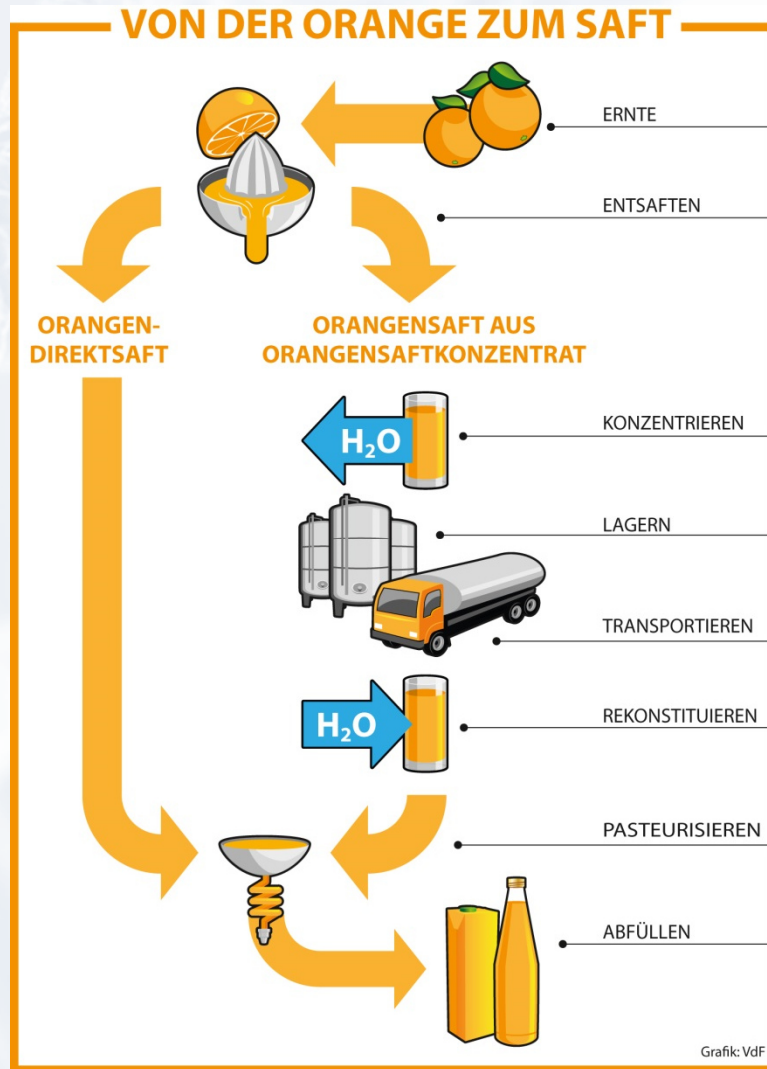 VON DER ORANGE ZUM SAFT
ERNTE
ENTSAFTEN
ORANGEN-
DIREKTSAFT
ORANGENSAFT AUS
ORANGENSAFTKONZENTRAT
H₂O
KONZENTRIEREN
LAGERN
TRANSPORTIEREN
H₂O
REKONSTITUIEREN
PASTEURISIEREN
ABFÜLLEN
Grafik: VdF